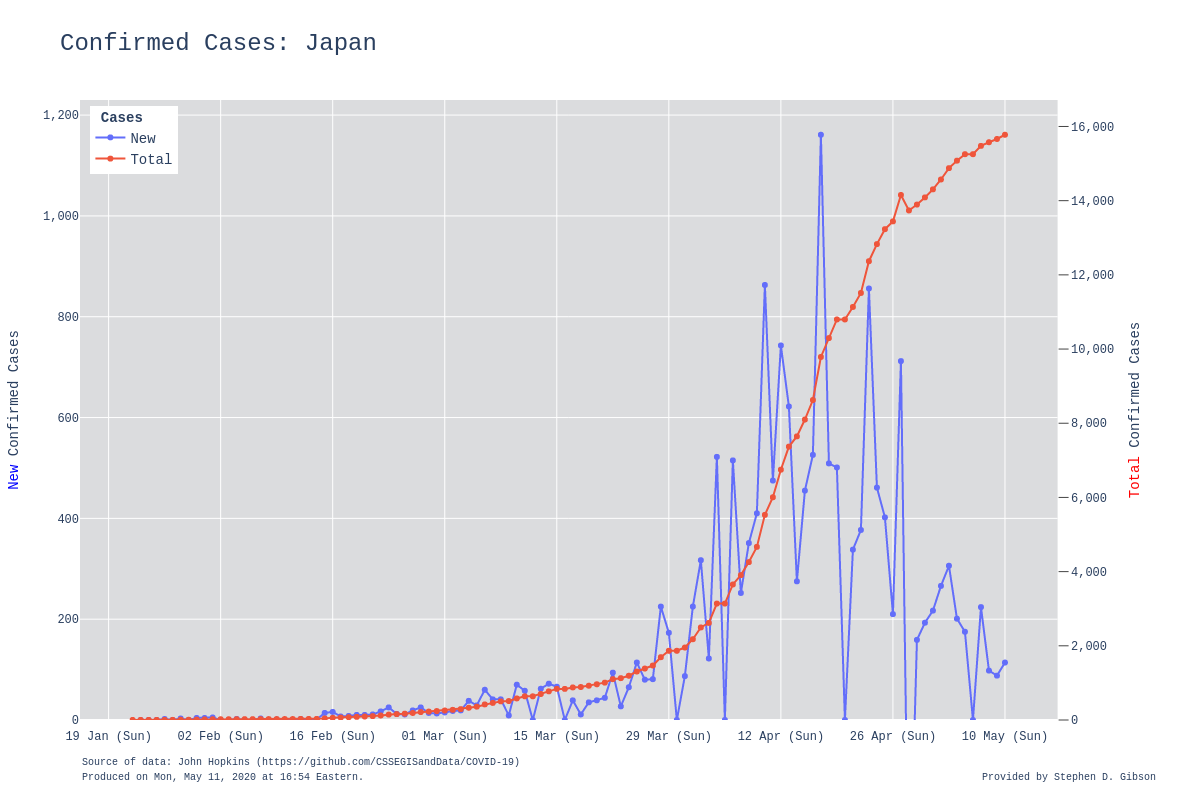 Confirmed Cases: Japan
Cases
New
Total
1,200
1,000
800
600
400
200
0
16,000
14,000
12,000
10,000
8,000
6,000
4,000
2,000
0
New Confirmed Cases
Total Confirmed Cases
19 Jan (Sun) 02 Feb (Sun) 16 Feb (Sun) 01 Mar (Sun) 15 Mar (Sun) 29 Mar (Sun) 12 Apr (Sun) 26 Apr (Sun) 10 May (Sun)
Source of data: John Hopkins (https://github.com/CSSEGISandData/COVID-19)
Produced on Mon, May 11, 2020 at 16:54 Eastern.
Provided by Stephen D. Gibson